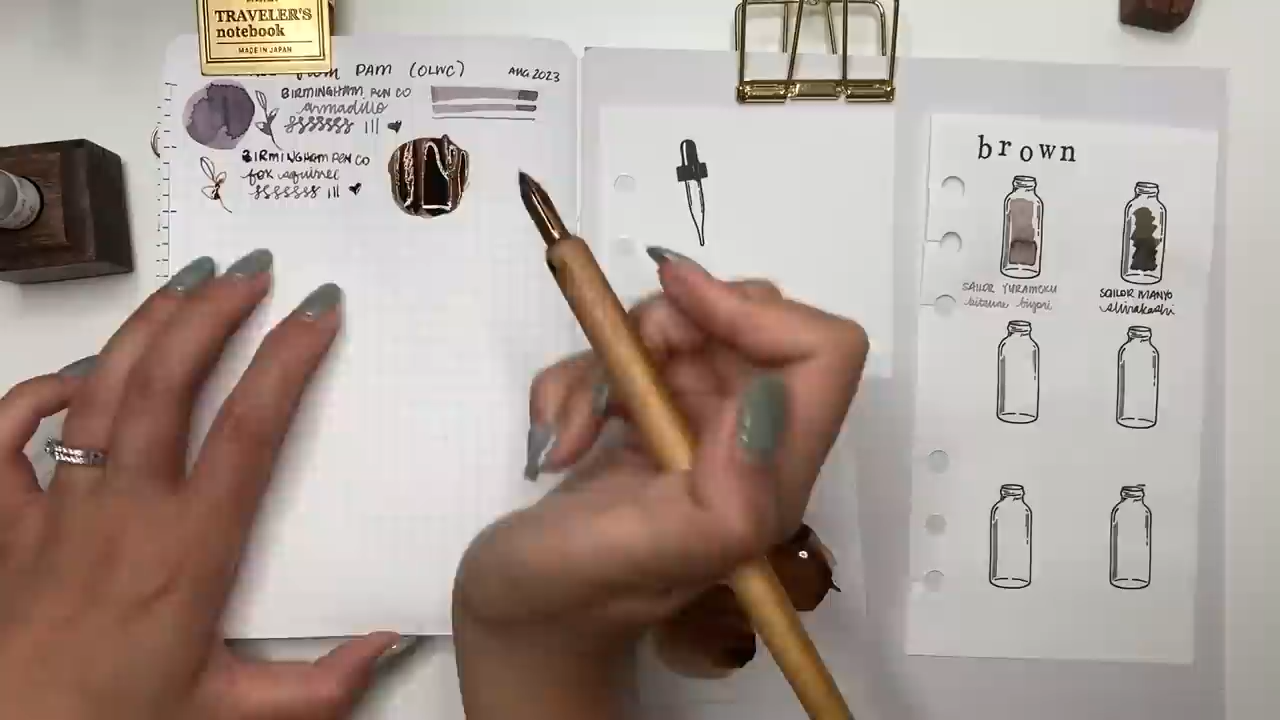 TRAVELER'S
notebook
MADE IN JAPAN
from PAM (OLWC)
AUG 2023
BIRMINGHAM PEN CO
armadillo
BIRMINGHAM PEN CO
fox squirrel
brown
SAILOR YURAMEKU
kitsune biyori
SAILOR MANYO
shirakashi